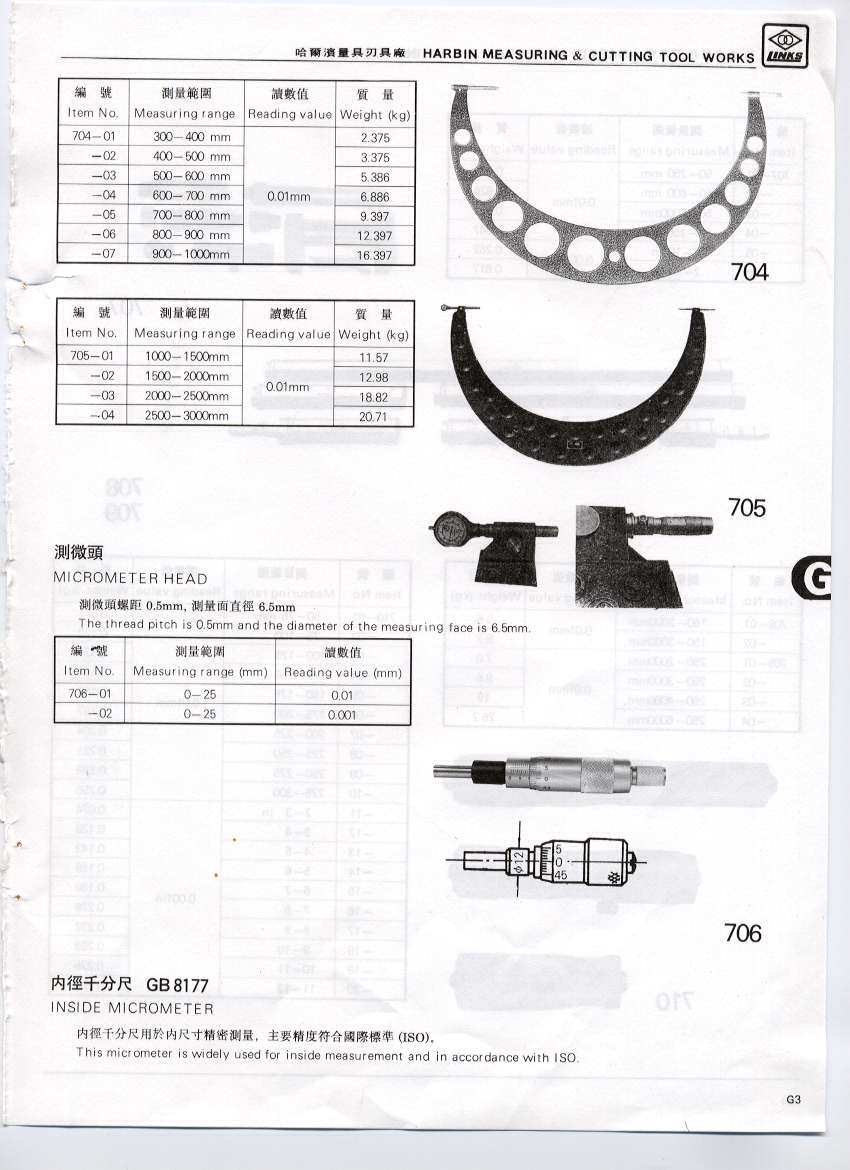 哈爾濱量具刃具廠 HARBIN MEASURING & CUTTING TOOL WORKS
LINKS
編 號 測量範圍 讀數值 質 量
Item No. Measuring range Reading value Weight (kg)
704—01 300—400 mm 2.375
—02 400—500 mm 3.375
—03 500—600 mm 5.386
—04 600—700 mm 0.01mm 6.886
—05 700—800 mm 9.397
—06 800—900 mm 12.397
—07 900—1000mm 16.397
704
編 號 測量範圍 讀數值 質 量
Item No. Measuring range Reading value Weight (kg)
705—01 1000—1500mm 11.57
—02 1500—2000mm 12.98
0.01mm
—03 2000—2500mm 18.82
—04 2500—3000mm 20.71
705
G
測微頭
MICROMETER HEAD
測微頭螺距 0.5mm, 測量面直徑 6.5mm
The thread pitch is 0.5mm and the diameter of the measuring face is 6.5mm.
編 號 測量範圍 讀數值
Item No. Measuring range (mm) Reading value (mm)
706—01 0—25 0.01
—02 0—25 0.001
φ12
5
0
45
706
内徑千分尺 GB 8177
INSIDE MICROMETER
内徑千分尺用於内尺寸精密測量，主要精度符合國際標準 (ISO)。
This micrometer is widely used for inside measurement and in accordance with ISO.
G3